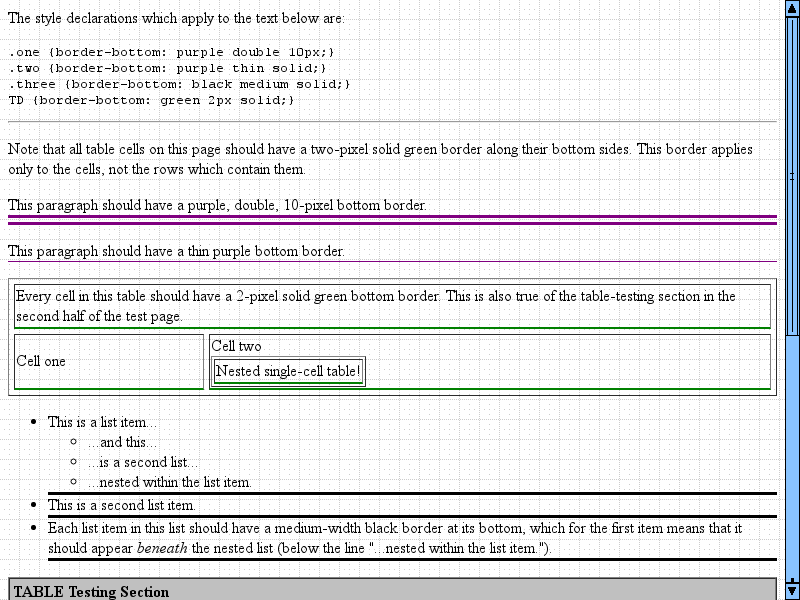 The style declarations which apply to the text below are:
.one {border-bottom: purple double 10px;}
.two {border-bottom: purple thin solid;}
.three {border-bottom: black medium solid;}
TD {border-bottom: green 2px solid;}
Note that all table cells on this page should have a two-pixel solid green border along their bottom sides. This border applies
only to the cells, not the rows which contain them.
This paragraph should have a purple, double, 10-pixel bottom border.
This paragraph should have a thin purple bottom border.
Every cell in this table should have a 2-pixel solid green bottom border. This is also true of the table-testing section in the
second half of the test page.
Cell one
Cell two
Nested single-cell table!
This is a list item...
...and this...
...is a second list...
...nested within the list item.
This is a second list item.
Each list item in this list should have a medium-width black border at its bottom, which for the first item means that it
should appear beneath the nested list (below the line "...nested within the list item.").
TABLE Testing Section